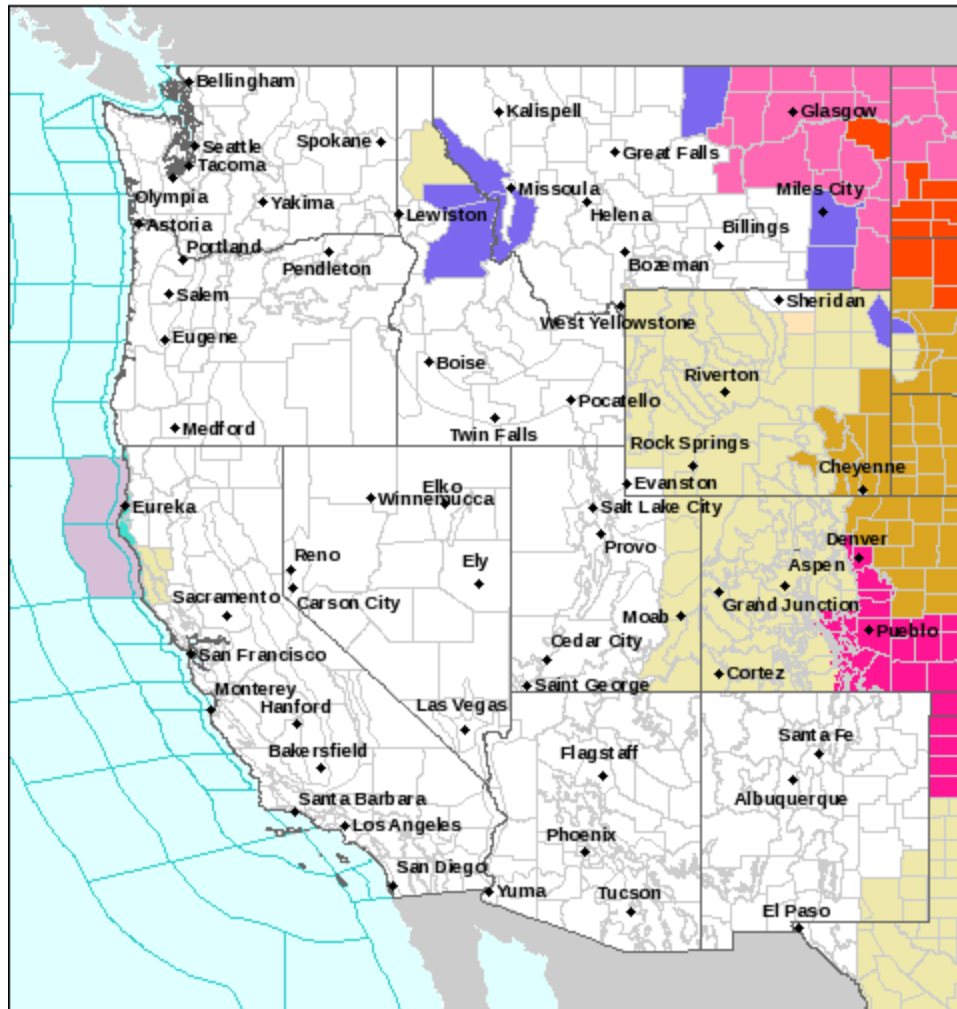 Bellingham
Kalispell
Glasgow
Seattle
Spokane
Great Falls
Tacoma
Olympia
Missoula
Miles City
Yakima
Lewiston
Helena
Astoria
Billings
Portland
Pendleton
Bozeman
Salem
Sheridan
West Yellowstone
Eugene
Boise
Riverton
Pocatello
Medford
Twin Falls
Rock Springs
Cheyenne
Elko
Evanston
Winnemucca
Eureka
Salt Lake City
Provo
Denver
Reno
Ely
Aspen
Carson City
Grand Junction
Sacramento
Moab
Pueblo
Cedar City
San Francisco
Cortez
Saint George
Monterey
Hanford
Las Vegas
Santa Fe
Bakersfield
Flagstaff
Albuquerque
Santa Barbara
Los Angeles
Phoenix
San Diego
Yuma
Tucson
El Paso